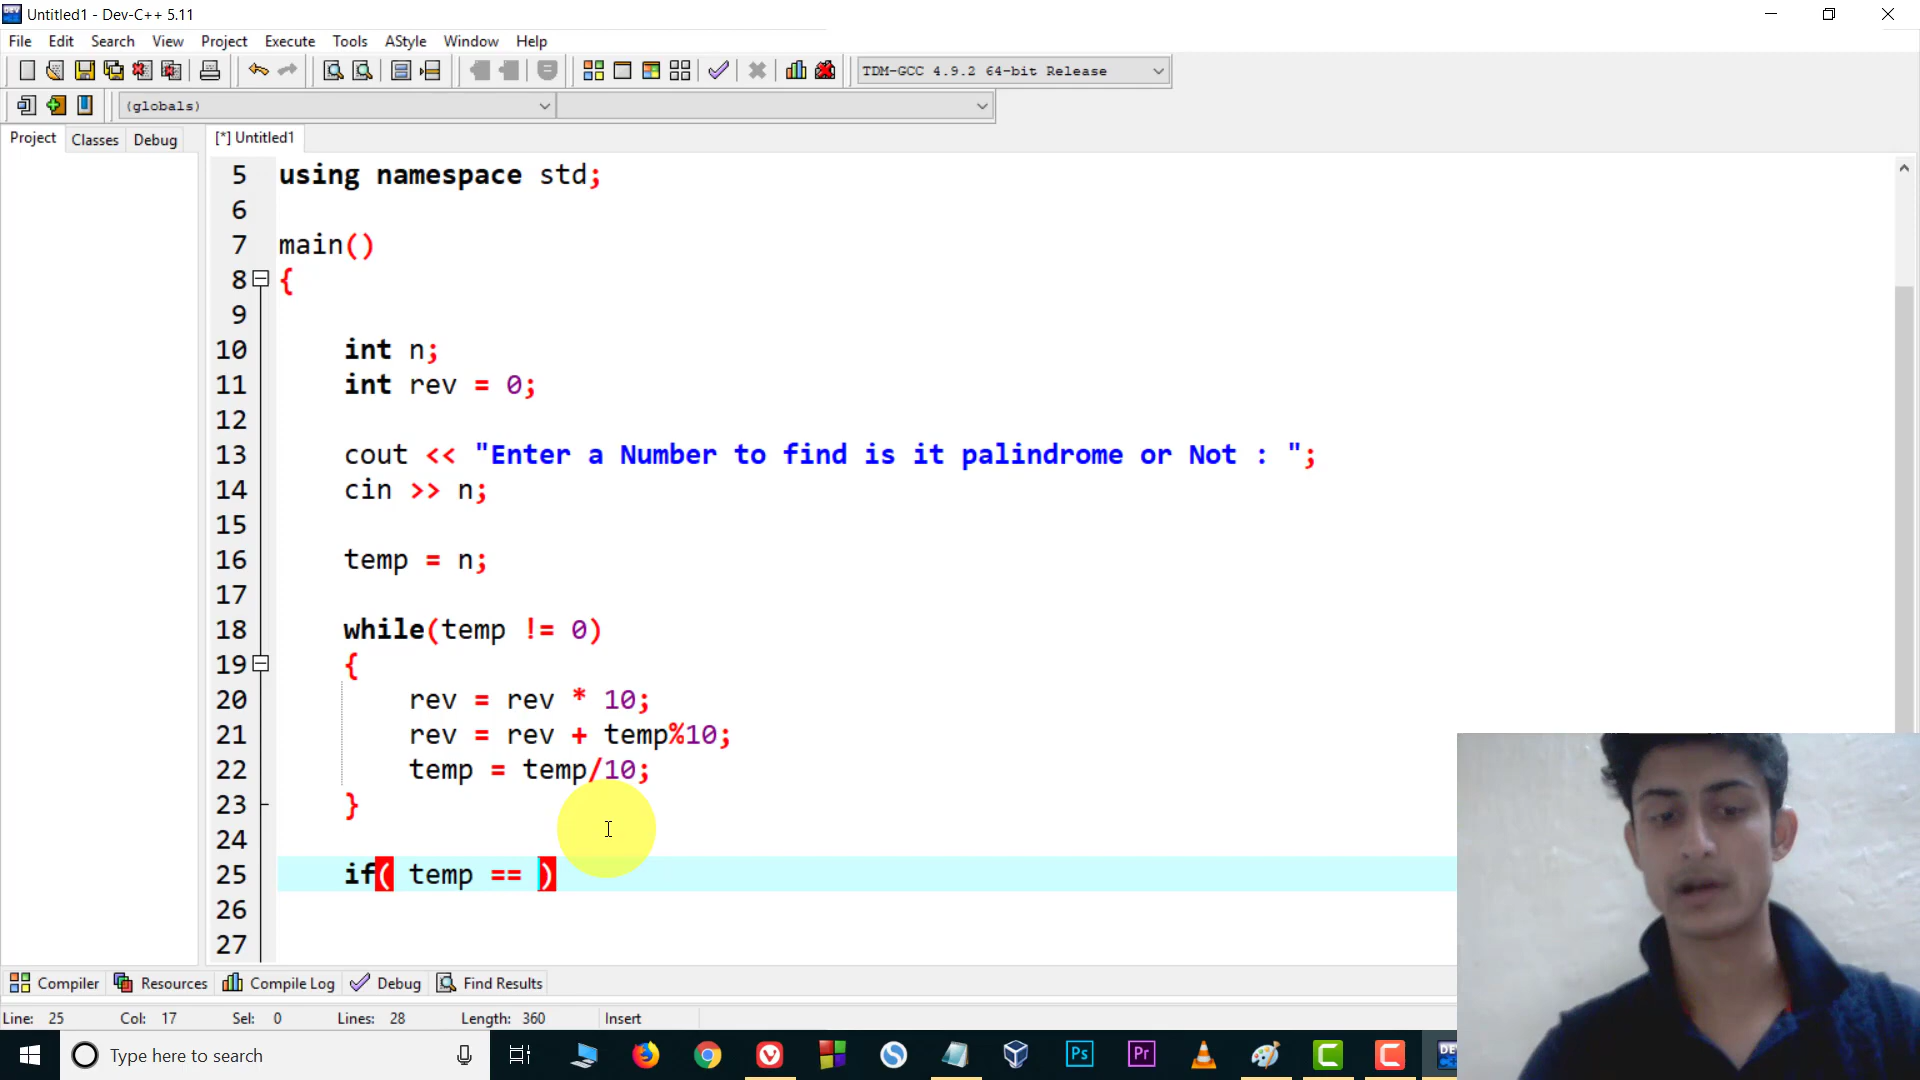 Untitled1 - Dev-C++ 5.11
File Edit Search View Project Execute Tools AStyle Window Help
TDM-GCC 4.9.2 64-bit Release
(globals)
Project Classes Debug [*] Untitled1
5 using namespace std;
6
7 main()
8 {
9
10 int n;
11 int rev = 0;
12
13 cout << "Enter a Number to find is it palindrome or Not : ";
14 cin >> n;
15
16 temp = n;
17
18 while(temp != 0)
19 {
20 rev = rev * 10;
21 rev = rev + temp%10;
22 temp = temp/10;
23 }
24
25 if( temp == )
26
27
Compiler Resources Compile Log Debug Find Results
Line: 25 Col: 17 Sel: 0 Lines: 28 Length: 360 Insert
Type here to search Ps Pr DEV